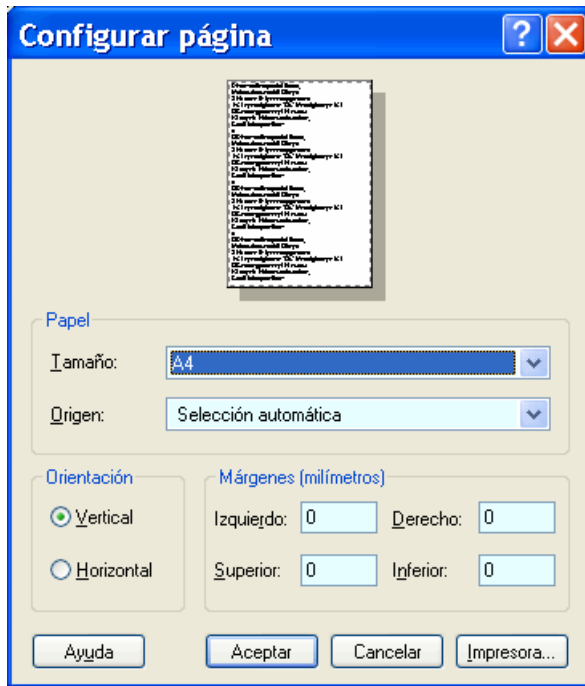 Configurar página
Papel
Tamaño: A4
Origen: Selección automática
Orientación
Vertical
Horizontal
Márgenes (milímetros)
Izquierdo: 0 Derecho: 0
Superior: 0 Inferior: 0
Ayuda Aceptar Cancelar Impresora...